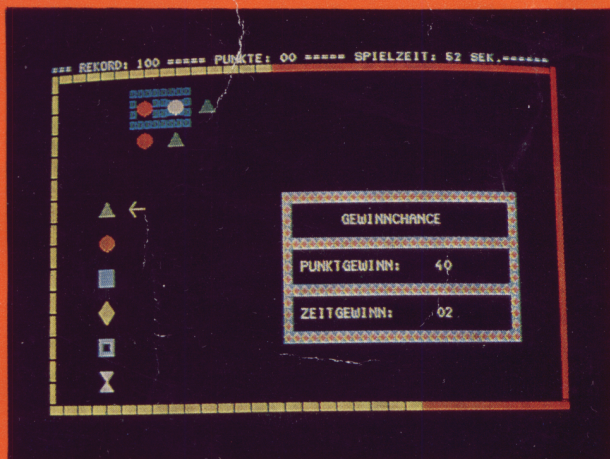 === REKORD: 100 ===== PUNKTE: 00 ===== SPIELZEIT: 52 SEK.======
GEWINNCHANCE
PUNKTGEWINN: 40
ZEITGEWINN: 02